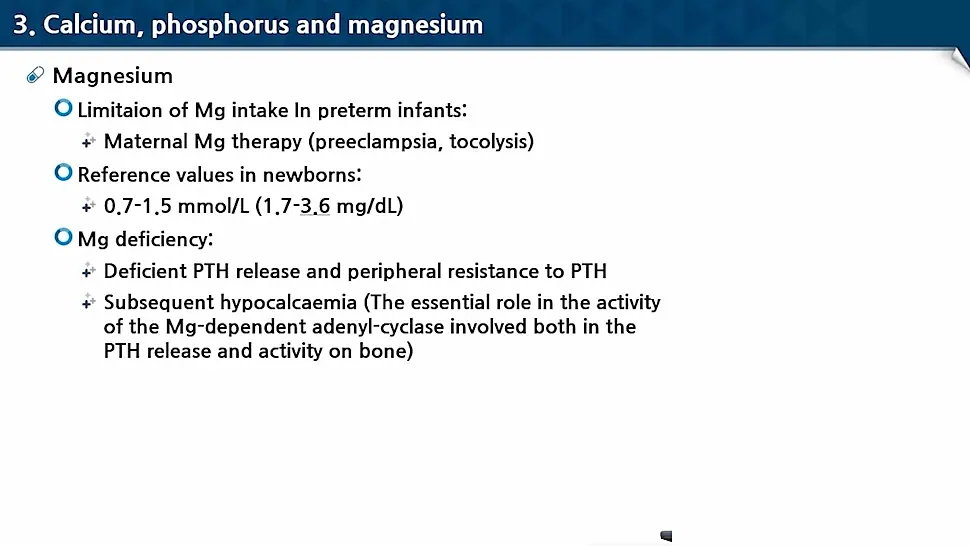 3. Calcium, phosphorus and magnesium
Magnesium
Limitaion of Mg intake In preterm infants:
Maternal Mg therapy (preeclampsia, tocolysis)
Reference values in newborns:
0.7-1.5 mmol/L (1.7-3.6 mg/dL)
Mg deficiency:
Deficient PTH release and peripheral resistance to PTH
Subsequent hypocalcaemia (The essential role in the activity
of the Mg-dependent adenyl-cyclase involved both in the
PTH release and activity on bone)